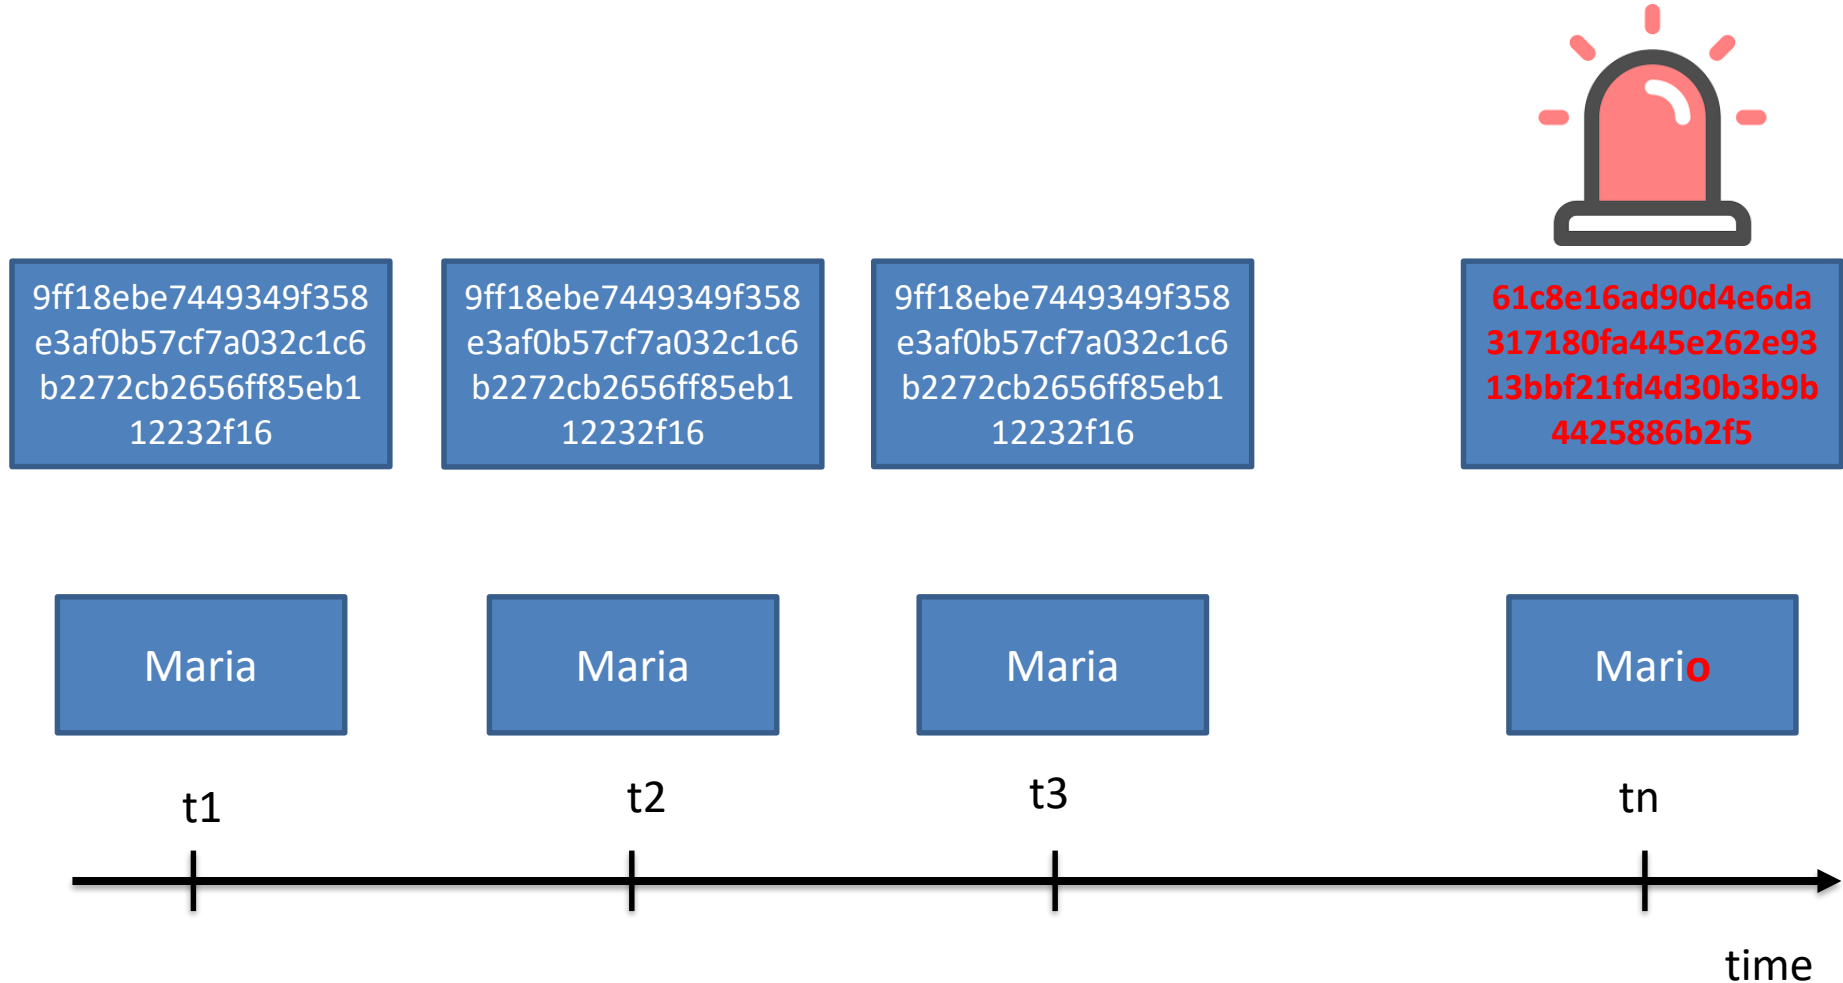 9ff18ebe7449349f358
e3af0b57cf7a032c1c6
b2272cb2656ff85eb1
12232f16
9ff18ebe7449349f358
e3af0b57cf7a032c1c6
b2272cb2656ff85eb1
12232f16
9ff18ebe7449349f358
e3af0b57cf7a032c1c6
b2272cb2656ff85eb1
12232f16
61c8e16ad90d4e6da
317180fa445e262e93
13bbf21fd4d30b3b9b
4425886b2f5
Maria
Maria
Maria
Mario
t1
t2
t3
tn
time